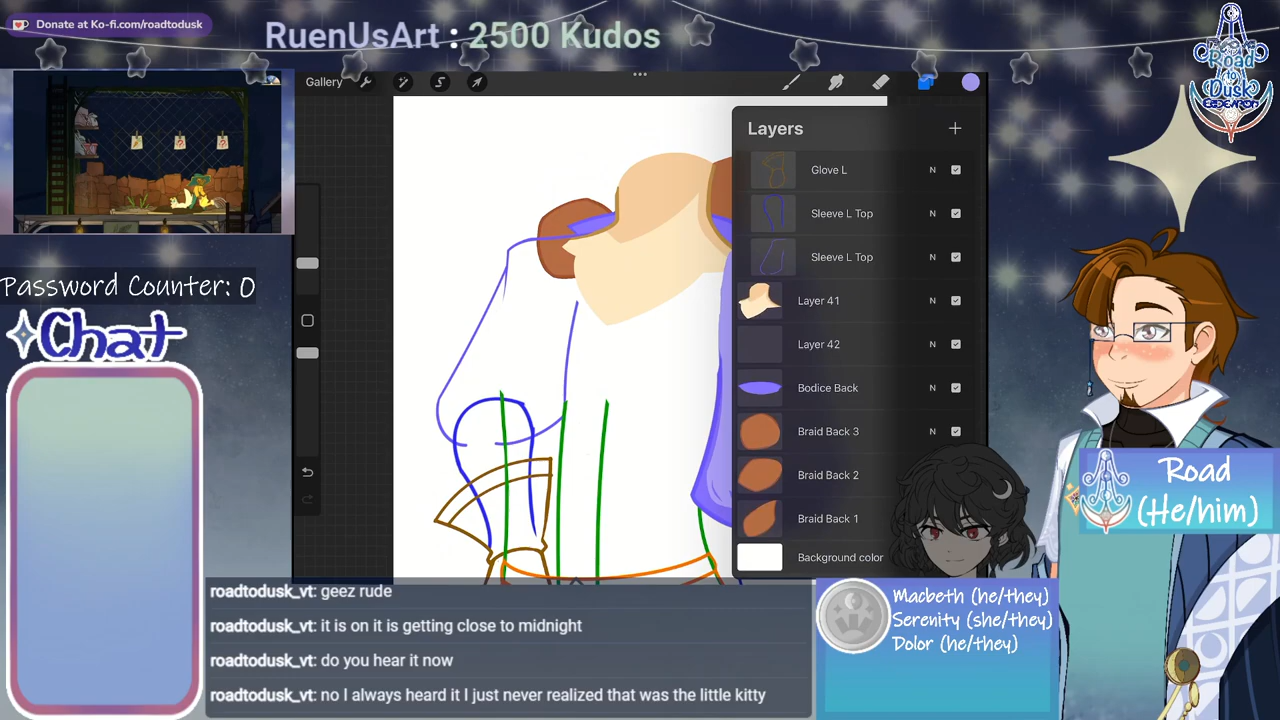 Donate at Ko-fi.com/roadtodusk
RuenUsArt : 2500 Kudos
Road
to
Dusk
Gallery
Layers
Glove L
N
Sleeve L Top
N
Sleeve L Top
N
Layer 41
N
Layer 42
N
Bodice Back
N
Braid Back 3
N
Braid Back 2
Braid Back 1
Background color
Password Counter: 0
Chat
Road
(He/him)
roadtodusk_vt: geez rude
roadtodusk_vt: it is on it is getting close to midnight
roadtodusk_vt: do you hear it now
roadtodusk_vt: no I always heard it I just never realized that was the little kitty
Macbeth (he/they)
Serenity (she/they)
Dolor (he/they)